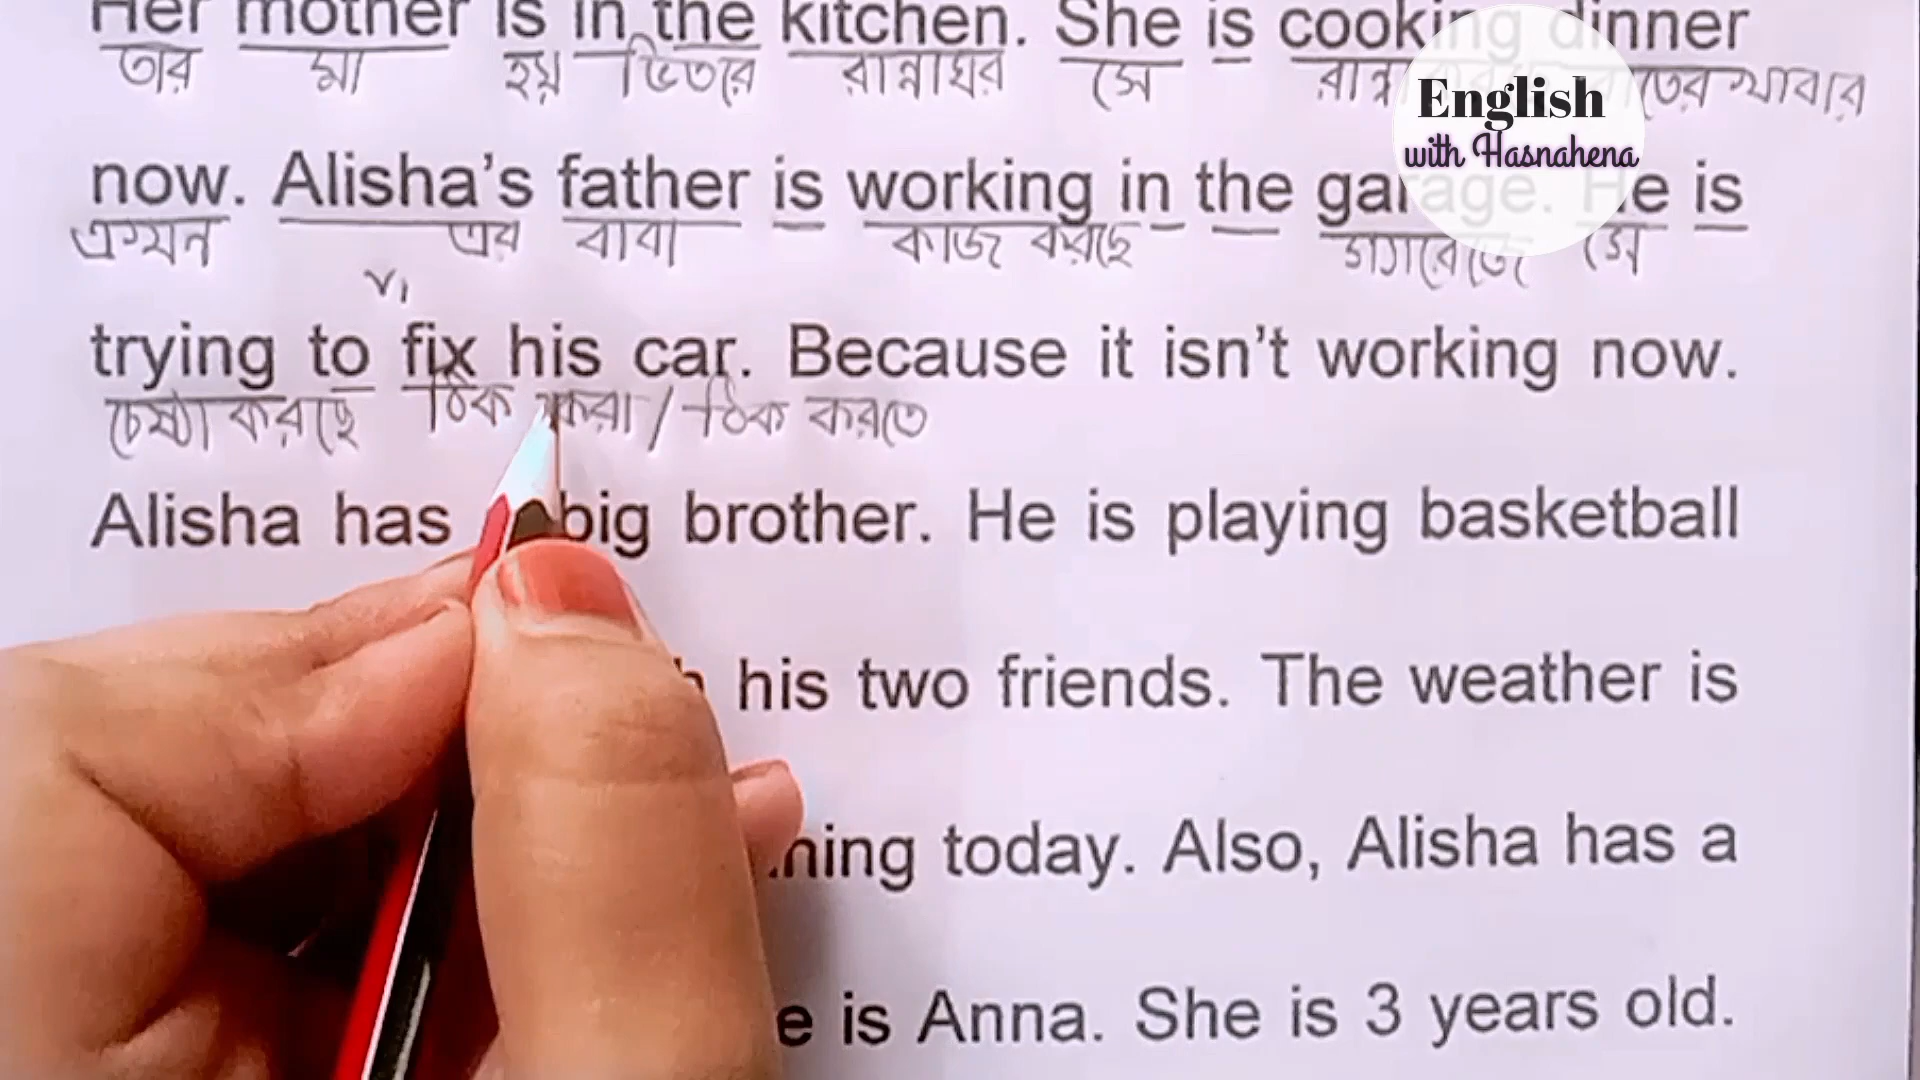 Her mother is in the kitchen. She is cooking dinner
তার মা হয় ভিতরে রান্নাঘর সে রাতের খাবার
English
with Hasnahena
now. Alisha's father is working in the garage. He is
এখন এর বাবা কাজ করছে গ্যারেজে সে
V1
trying to fix his car. Because it isn't working now.
চেষ্টা করছে ঠিক করা / ঠিক করতে
Alisha has big brother. He is playing basketball
his two friends. The weather is
today. Also, Alisha has a
is Anna. She is 3 years old.